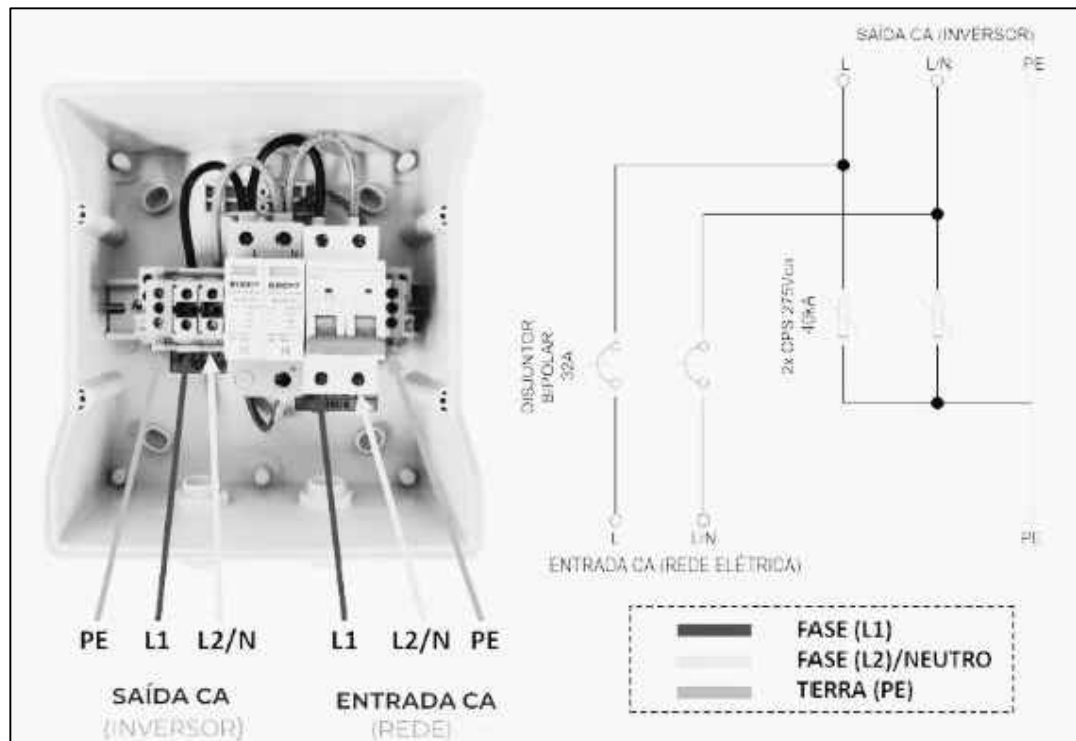 SAÍDA CA (INVERSOR)
L L/N PE
DISJUNTOR
BIPOLAR
32A
2x CPS 275Vca
40kA
L L/N PE
ENTRADA CA (REDE ELÉTRICA)
PE L1 L2/N L1 L2/N PE
SAÍDA CA
(INVERSOR)
ENTRADA CA
(REDE)
FASE (L1)
FASE (L2)/NEUTRO
TERRA (PE)